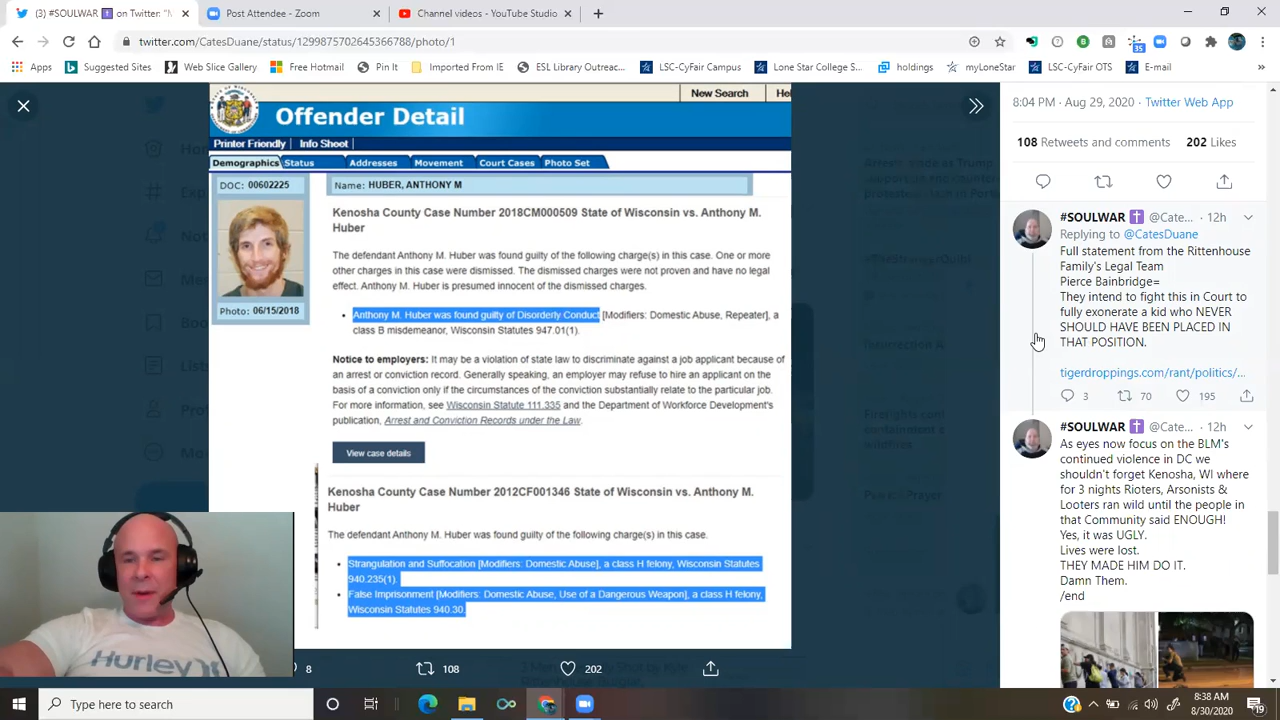 (3) #SOULWAR ✝ on Twitter: "N
Post Attendee - Zoom
Channel videos - YouTube Studio
twitter.com/CatesDuane/status/1299875702645366788/photo/1
Apps
Suggested Sites
Web Slice Gallery
Free Hotmail
Pin It
Imported From IE
ESL Library Outreac...
LSC-CyFair Campus
Lone Star College S...
holdings
myLoneStar
LSC-CyFair OTS
E-mail
35
New Search
Hel
Offender Detail
Printer Friendly
Info Sheet
Demographics
Status
Addresses
Movement
Court Cases
Photo Set
DOC: 00602225
Name: HUBER, ANTHONY M
Photo: 06/15/2018
Kenosha County Case Number 2018CM000509 State of Wisconsin vs. Anthony M.
Huber
The defendant Anthony M. Huber was found guilty of the following charge(s) in this case. One or more
other charges in this case were dismissed. The dismissed charges were not proven and have no legal
effect. Anthony M. Huber is presumed innocent of the dismissed charges.
• Anthony M. Huber was found guilty of Disorderly Conduct [Modifiers: Domestic Abuse, Repeater], a
class B misdemeanor, Wisconsin Statutes 947.01(1).
Notice to employers: It may be a violation of state law to discriminate against a job applicant because of
an arrest or conviction record. Generally speaking, an employer may refuse to hire an applicant on the
basis of a conviction only if the circumstances of the conviction substantially relate to the particular job.
For more information, see Wisconsin Statute 111.335 and the Department of Workforce Development's
publication, Arrest and Conviction Records under the Law.
View case details
Kenosha County Case Number 2012CF001346 State of Wisconsin vs. Anthony M.
Huber
The defendant Anthony M. Huber was found guilty of the following charge(s) in this case.
• Strangulation and Suffocation [Modifiers: Domestic Abuse], a class H felony, Wisconsin Statutes
940.235(1).
• False Imprisonment [Modifiers: Domestic Abuse, Use of a Dangerous Weapon], a class H felony,
Wisconsin Statutes 940.30.
8
108
202
Hurley
8:04 PM · Aug 29, 2020 · Twitter Web App
108 Retweets and comments
202 Likes
#SOULWAR ✝ @Cate... · 12h
Replying to @CatesDuane
Full statement from the Rittenhouse
Family's Legal Team
Pierre Bainbridge=
They intend to fight this in Court to
fully exonerate a kid who NEVER
SHOULD HAVE BEEN PLACED IN
THAT POSITION.
tigerdroppings.com/rant/politics/...
3
70
195
#SOULWAR ✝ @Cate... · 12h
As eyes now focus on the BLM's
continued violence in DC we
shouldn't forget Kenosha, WI where
for 3 nights Rioters, Arsonists &
Looters ran wild until the people in
that Community said ENOUGH!
Yes, it was UGLY.
Lives were lost.
THEY MADE HIM DO IT.
Damn Them.
/end
Type here to search
8:38 AM
8/30/2020
19